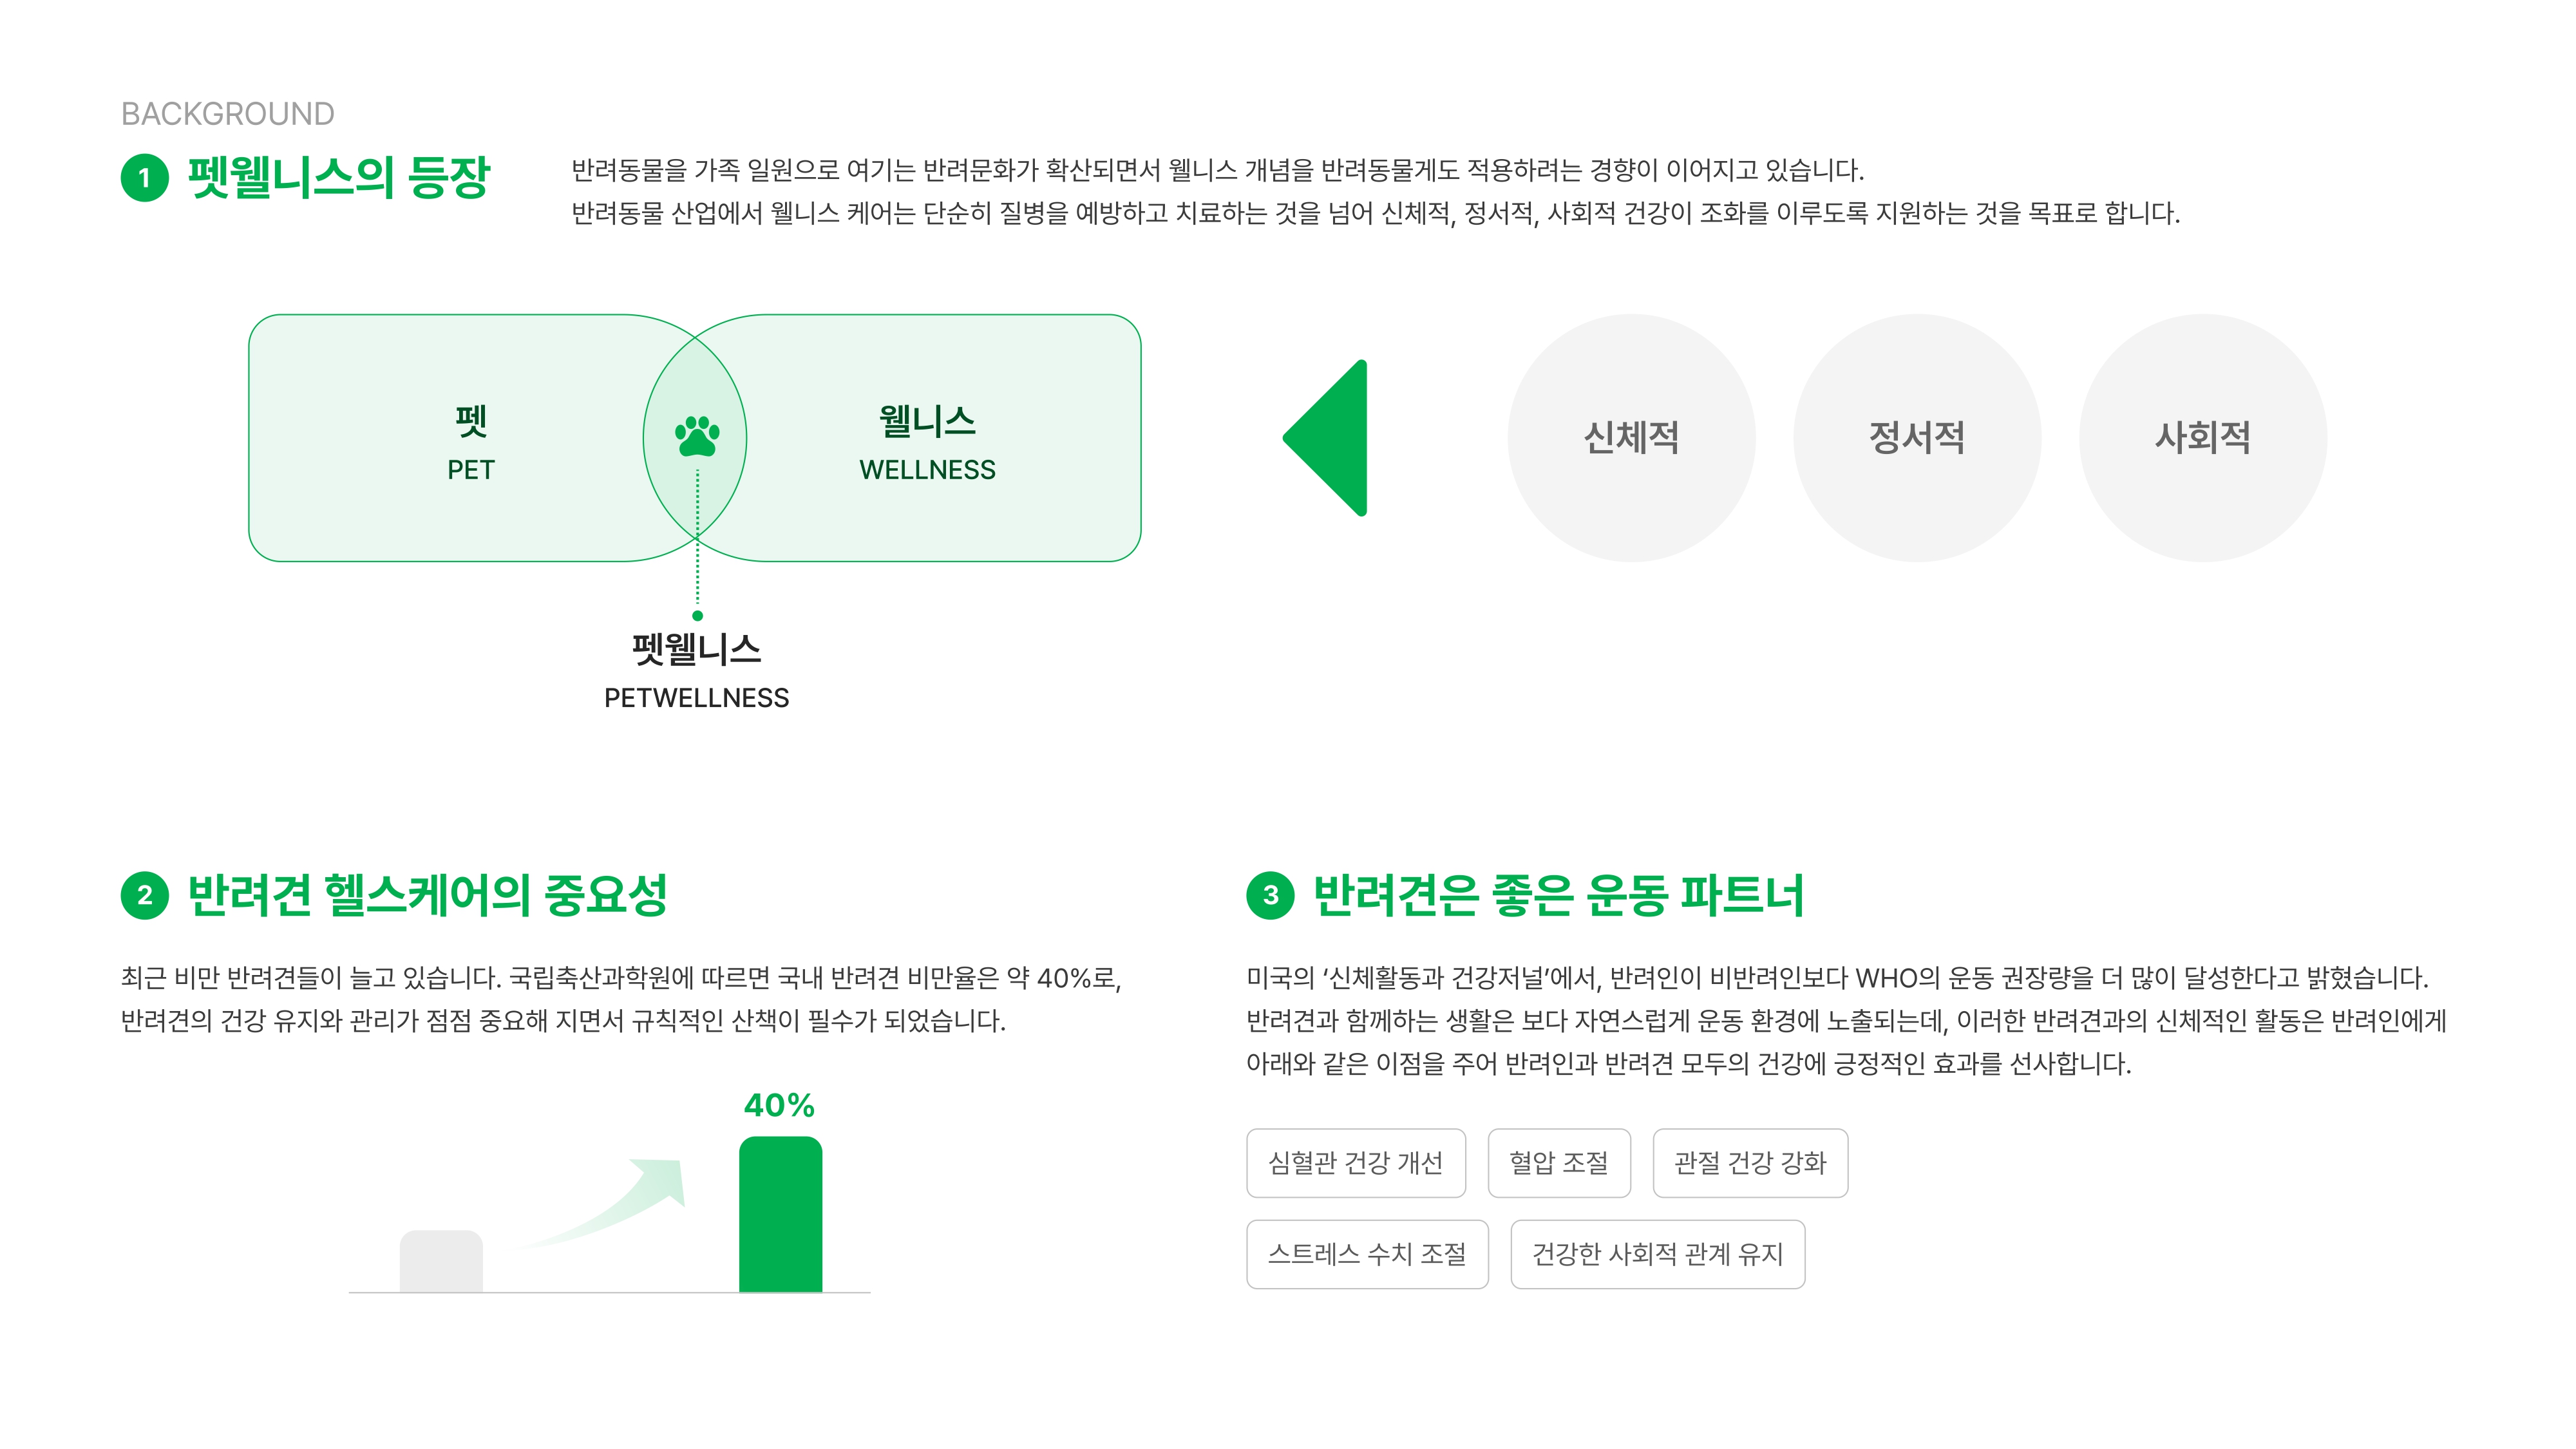 BACKGROUND
1 펫웰니스의 등장
반려동물을 가족 일원으로 여기는 반려문화가 확산되면서 웰니스 개념을 반려동물게도 적용하려는 경향이 이어지고 있습니다.
반려동물 산업에서 웰니스 케어는 단순히 질병을 예방하고 치료하는 것을 넘어 신체적, 정서적, 사회적 건강이 조화를 이루도록 지원하는 것을 목표로 합니다.
펫
PET
웰니스
WELLNESS
펫웰니스
PETWELLNESS
신체적
정서적
사회적
2 반려견 헬스케어의 중요성
최근 비만 반려견들이 늘고 있습니다. 국립축산과학원에 따르면 국내 반려견 비만율은 약 40%로,
반려견의 건강 유지와 관리가 점점 중요해 지면서 규칙적인 산책이 필수가 되었습니다.
40%
3 반려견은 좋은 운동 파트너
미국의 ‘신체활동과 건강저널’에서, 반려인이 비반려인보다 WHO의 운동 권장량을 더 많이 달성한다고 밝혔습니다.
반려견과 함께하는 생활은 보다 자연스럽게 운동 환경에 노출되는데, 이러한 반려견과의 신체적인 활동은 반려인에게
아래와 같은 이점을 주어 반려인과 반려견 모두의 건강에 긍정적인 효과를 선사합니다.
심혈관 건강 개선
혈압 조절
관절 건강 강화
스트레스 수치 조절
건강한 사회적 관계 유지